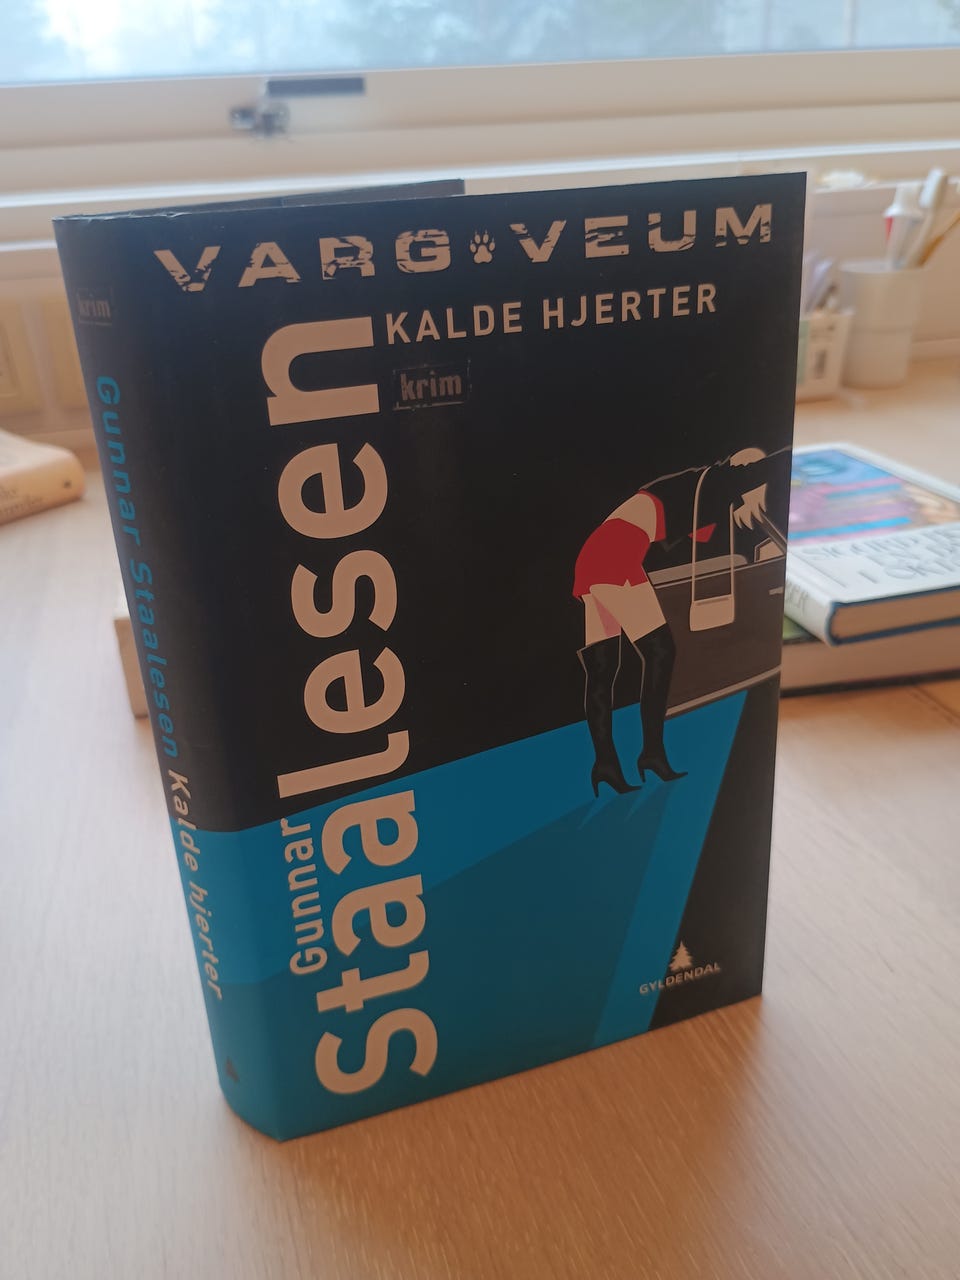 VARG VEUM
KALDE HJERTER
krim
Gunnar
Staalesen
GYLDENDAL
krim
Gunnar Staalesen Kalde hjerter